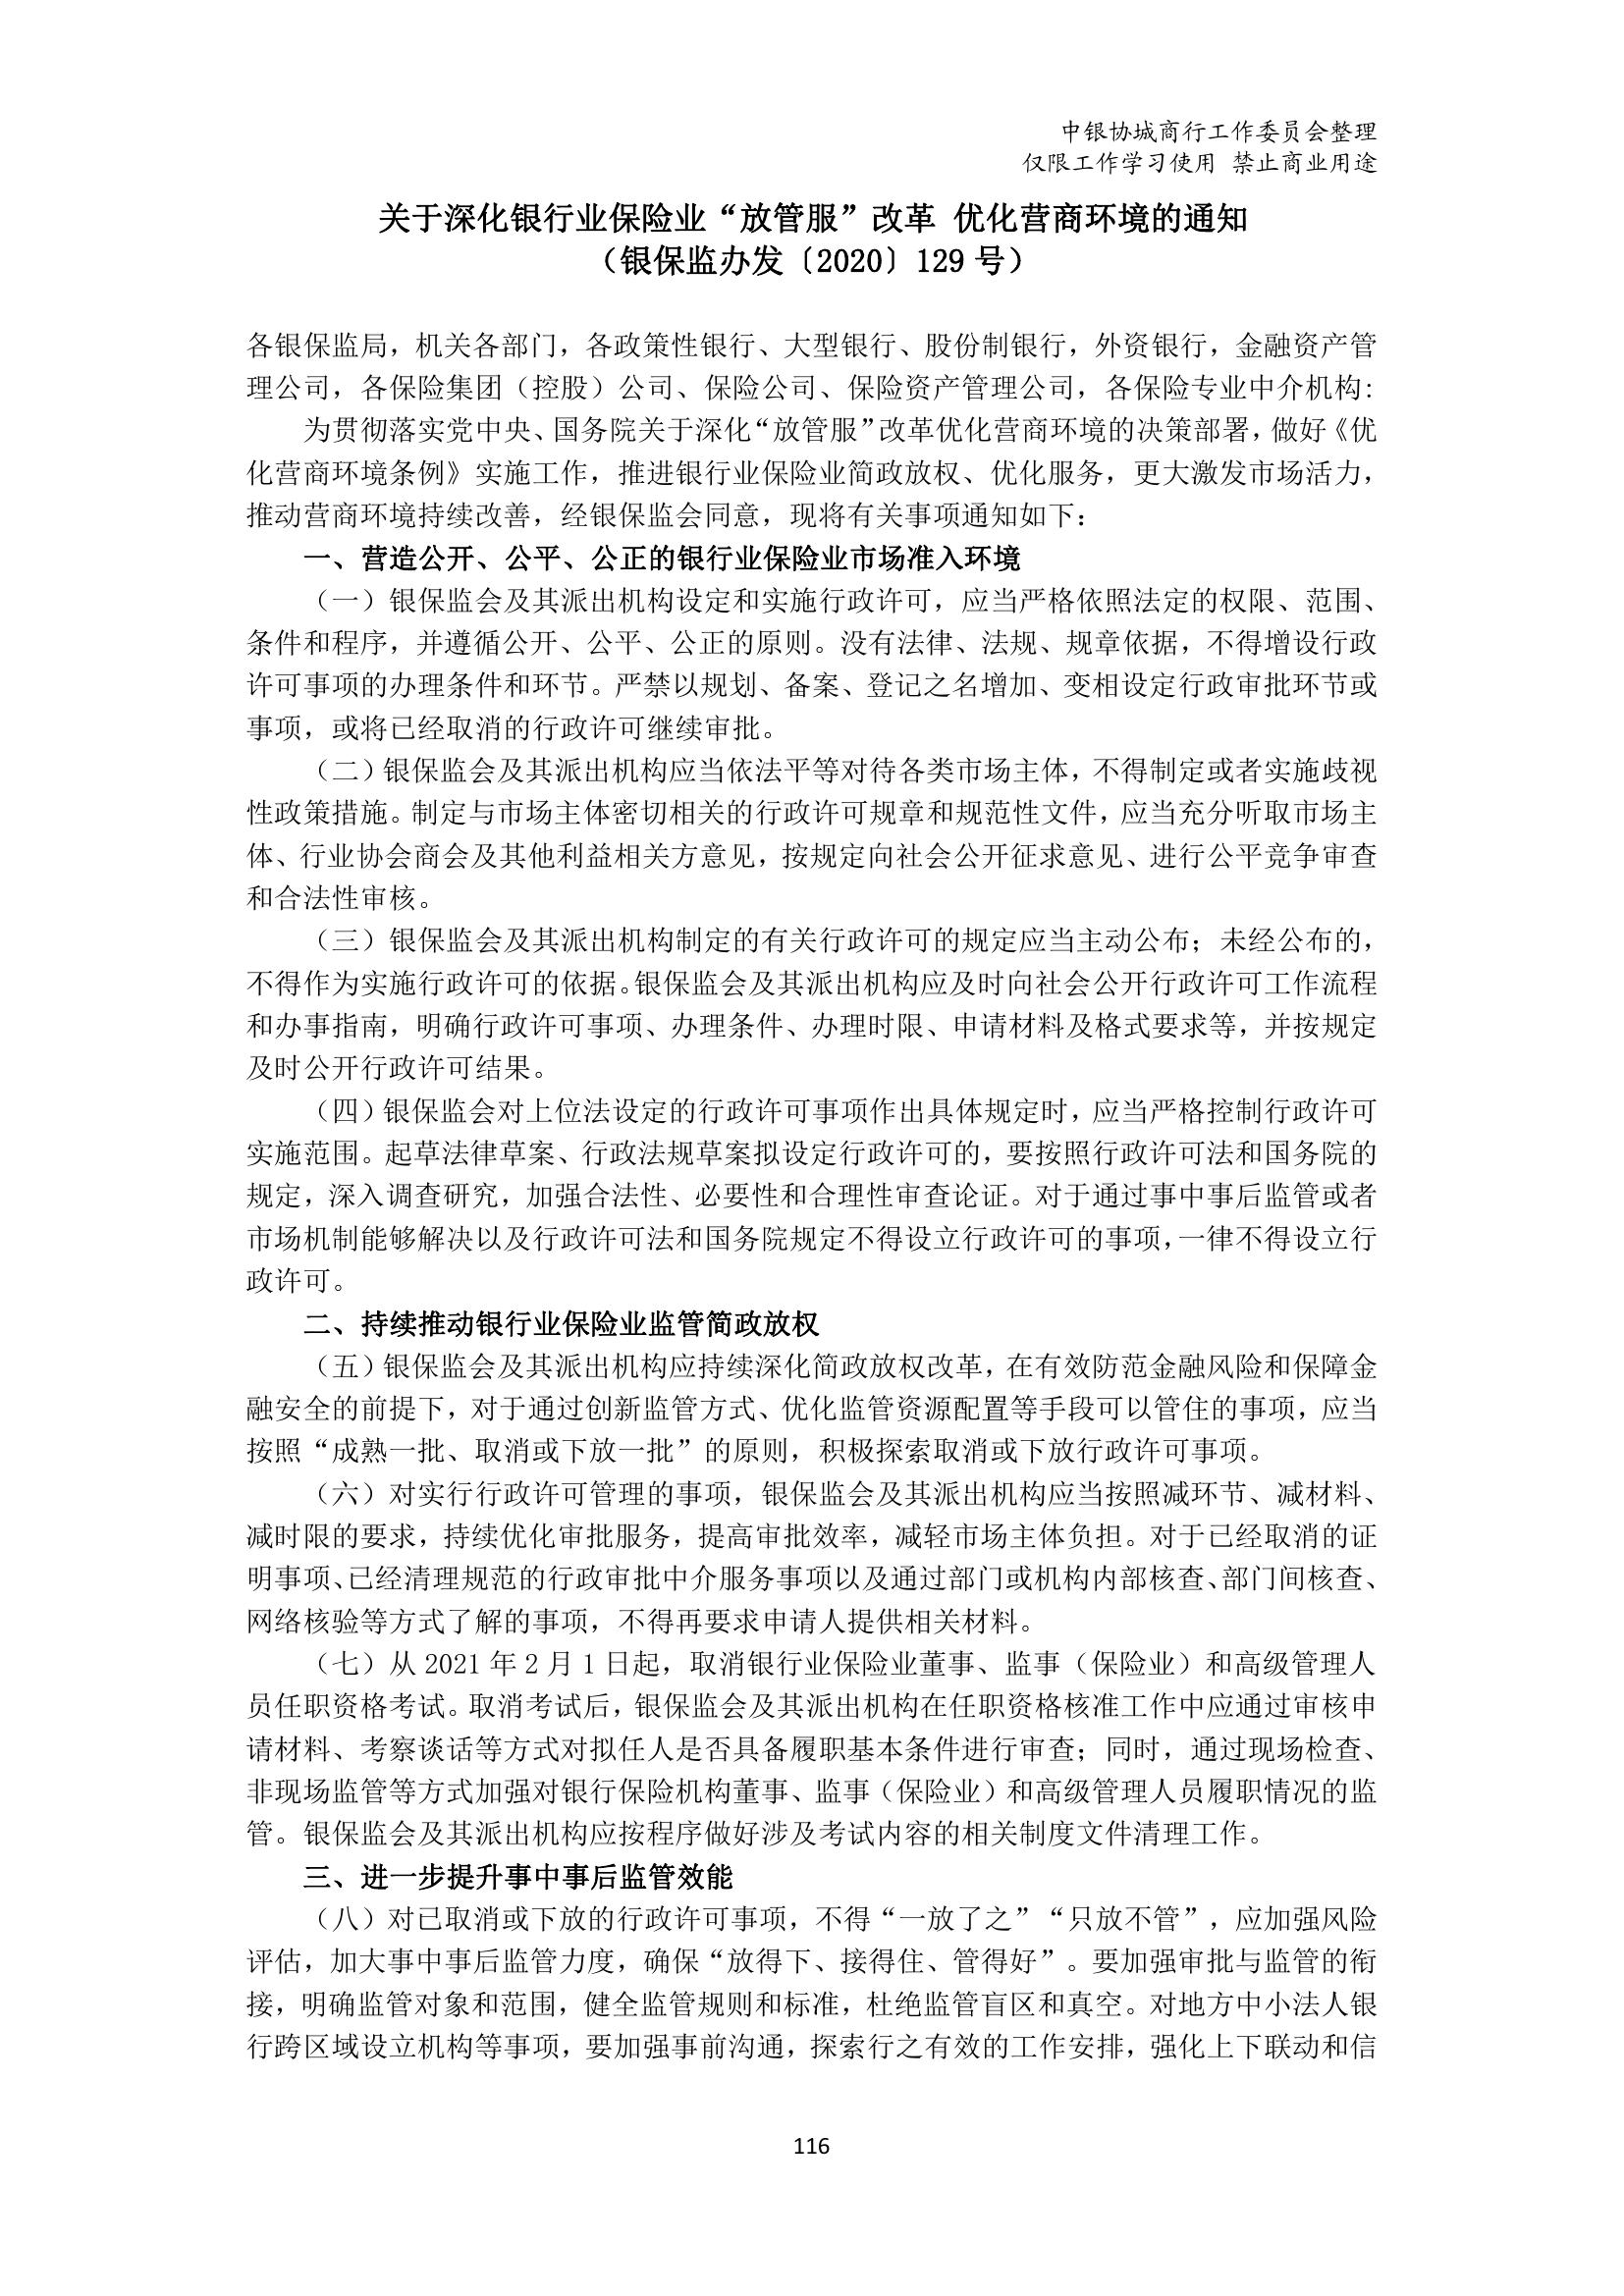 中银协城商行工作委员会整理
仅限工作学习使用 禁止商业用途
关于深化银行业保险业“放管服”改革 优化营商环境的通知
（银保监办发〔2020〕129 号）
各银保监局，机关各部门，各政策性银行、大型银行、股份制银行，外资银行，金融资产管
理公司，各保险集团（控股）公司、保险公司、保险资产管理公司，各保险专业中介机构：
为贯彻落实党中央、国务院关于深化“放管服”改革优化营商环境的决策部署，做好《优
化营商环境条例》实施工作，推进银行业保险业简政放权、优化服务，更大激发市场活力，
推动营商环境持续改善，经银保监会同意，现将有关事项通知如下：
一、营造公开、公平、公正的银行业保险业市场准入环境
（一）银保监会及其派出机构设定和实施行政许可，应当严格依照法定的权限、范围、
条件和程序，并遵循公开、公平、公正的原则。没有法律、法规、规章依据，不得增设行政
许可事项的办理条件和环节。严禁以规划、备案、登记之名增加、变相设定行政审批环节或
事项，或将已经取消的行政许可继续审批。
（二）银保监会及其派出机构应当依法平等对待各类市场主体，不得制定或者实施歧视
性政策措施。制定与市场主体密切相关的行政许可规章和规范性文件，应当充分听取市场主
体、行业协会商会及其他利益相关方意见，按规定向社会公开征求意见、进行公平竞争审查
和合法性审核。
（三）银保监会及其派出机构制定的有关行政许可的规定应当主动公布；未经公布的，
不得作为实施行政许可的依据。银保监会及其派出机构应及时向社会公开行政许可工作流程
和办事指南，明确行政许可事项、办理条件、办理时限、申请材料及格式要求等，并按规定
及时公开行政许可结果。
（四）银保监会对上位法设定的行政许可事项作出具体规定时，应当严格控制行政许可
实施范围。起草法律草案、行政法规草案拟设定行政许可的，要按照行政许可法和国务院的
规定，深入调查研究，加强合法性、必要性和合理性审查论证。对于通过事中事后监管或者
市场机制能够解决以及行政许可法和国务院规定不得设立行政许可的事项，一律不得设立行
政许可。
二、持续推动银行业保险业监管简政放权
（五）银保监会及其派出机构应持续深化简政放权改革，在有效防范金融风险和保障金
融安全的前提下，对于通过创新监管方式、优化监管资源配置等手段可以管住的事项，应当
按照“成熟一批、取消或下放一批”的原则，积极探索取消或下放行政许可事项。
（六）对实行行政许可管理的事项，银保监会及其派出机构应当按照减环节、减材料、
减时限的要求，持续优化审批服务，提高审批效率，减轻市场主体负担。对于已经取消的证
明事项、已经清理规范的行政审批中介服务事项以及通过部门或机构内部核查、部门间核查、
网络核验等方式了解的事项，不得再要求申请人提供相关材料。
（七）从 2021 年 2 月 1 日起，取消银行业保险业董事、监事（保险业）和高级管理人
员任职资格考试。取消考试后，银保监会及其派出机构在任职资格核准工作中应通过审核申
请材料、考察谈话等方式对拟任人是否具备履职基本条件进行审查；同时，通过现场检查、
非现场监管等方式加强对银行保险机构董事、监事（保险业）和高级管理人员履职情况的监
管。银保监会及其派出机构应按程序做好涉及考试内容的相关制度文件清理工作。
三、进一步提升事中事后监管效能
（八）对已取消或下放的行政许可事项，不得“一放了之”“只放不管”，应加强风险
评估，加大事中事后监管力度，确保“放得下、接得住、管得好”。要加强审批与监管的衔
接，明确监管对象和范围，健全监管规则和标准，杜绝监管盲区和真空。对地方中小法人银
行跨区域设立机构等事项，要加强事前沟通，探索行之有效的工作安排，强化上下联动和信
116